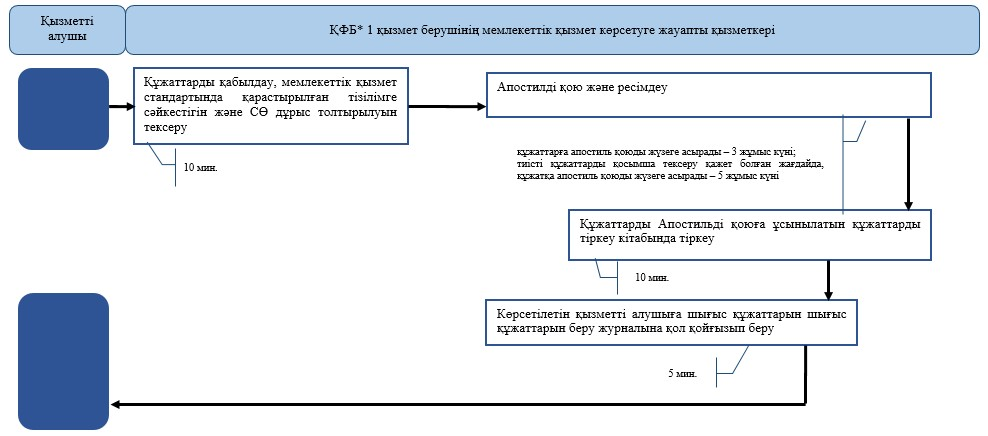 Қызметті
алушы
ҚФБ* 1 қызмет берушінің мемлекеттік қызмет көрсетуге жауапты қызметкері
Құжаттарды қабылдау, мемлекеттік қызмет
стандартында қарастырылған тізілімге
сәйкестігін және СӨ дұрыс толтырылуын
тексеру
10 мин.
Апостилді қою және ресімдеу
құжаттарға апостиль қоюды жүзеге асырады – 3 жұмыс күні;
тиісті құжаттарды қосымша тексеру қажет болған жағдайда,
құжатқа апостиль қоюды жүзеге асырады – 5 жұмыс күні
Құжаттарды Апостильді қоюға ұсынылатын құжаттарды
тіркеу кітабында тіркеу
10 мин.
Көрсетілетін қызметті алушыға шығыс құжаттарын шығыс
құжаттарын беру журналына қол қойғызып беру
5 мин.